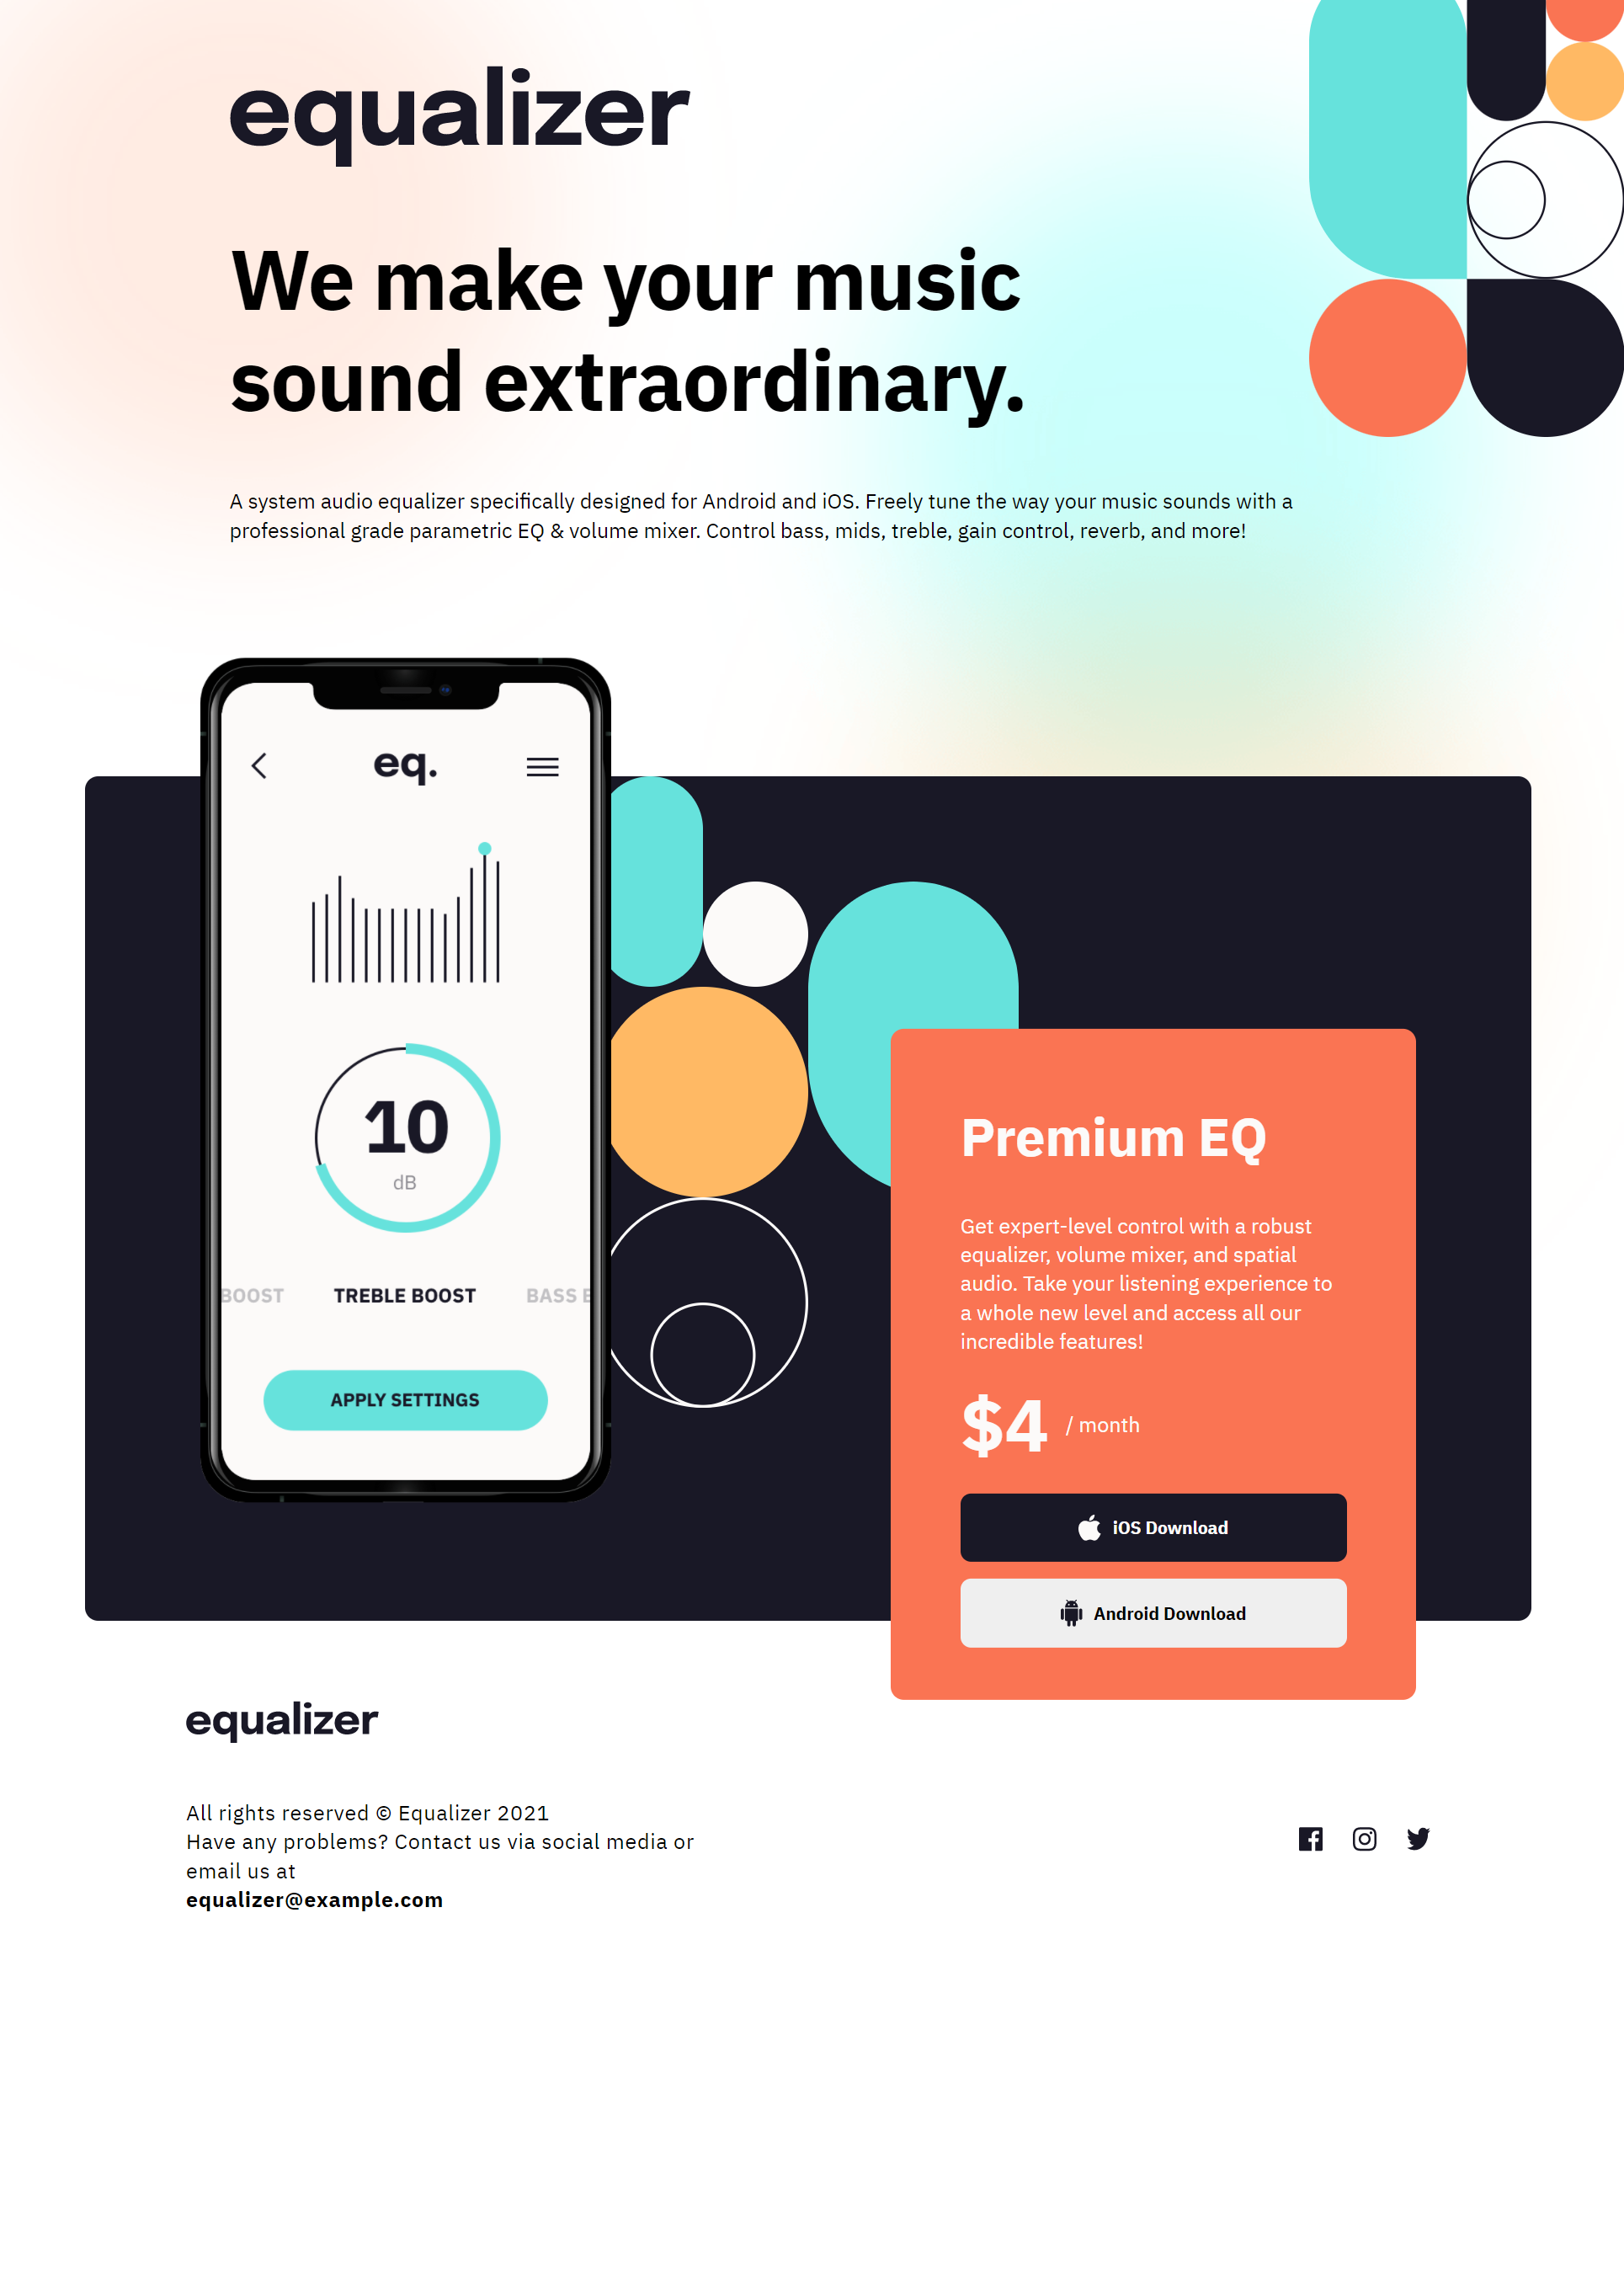 equalizer
We make your music
sound extraordinary.
A system audio equalizer specifically designed for Android and iOS. Freely tune the way your music sounds with a
professional grade parametric EQ & volume mixer. Control bass, mids, treble, gain control, reverb, and more!
eq.
10
dB
BOOST TREBLE BOOST BASS B
APPLY SETTINGS
Premium EQ
Get expert-level control with a robust
equalizer, volume mixer, and spatial
audio. Take your listening experience to
a whole new level and access all our
incredible features!
$4 / month
iOS Download
Android Download
equalizer
All rights reserved © Equalizer 2021
Have any problems? Contact us via social media or
email us at
equalizer@example.com